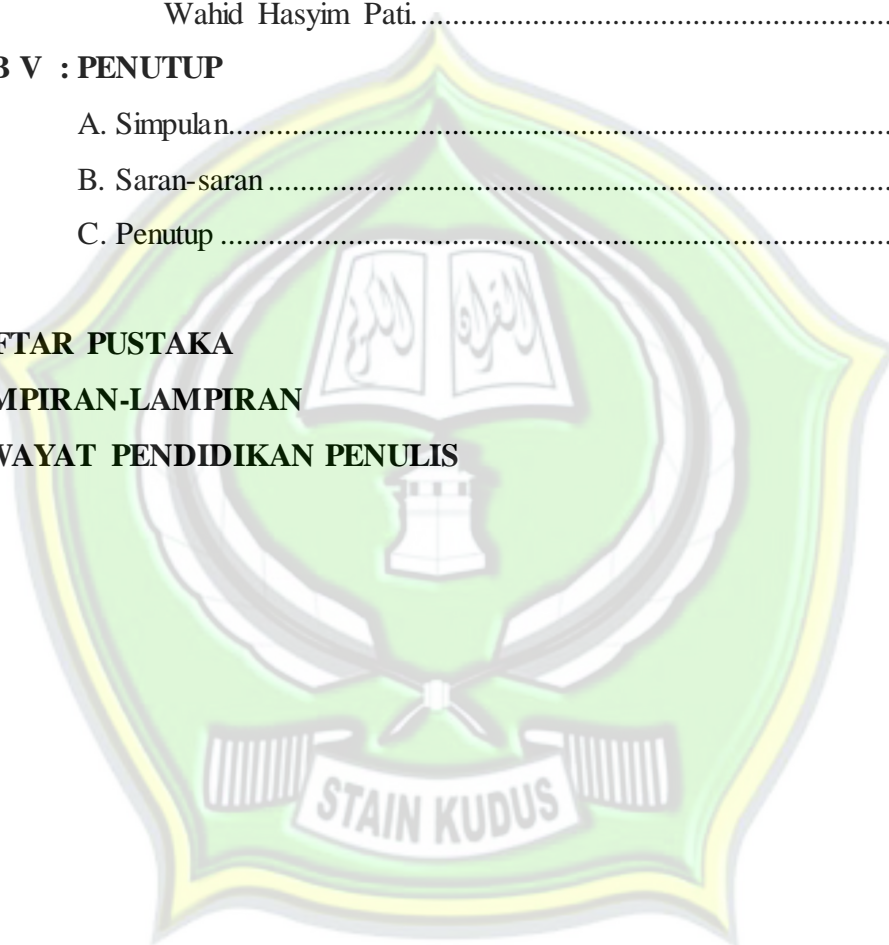 Wahid Hasyim Pati.................................................................
B V : PENUTUP
A. Simpulan.................................................................................
B. Saran-saran.............................................................................
C. Penutup..................................................................................
FTAR PUSTAKA
MPIRAN-LAMPIRAN
WAYAT PENDIDIKAN PENULIS
STAIN KUDUS